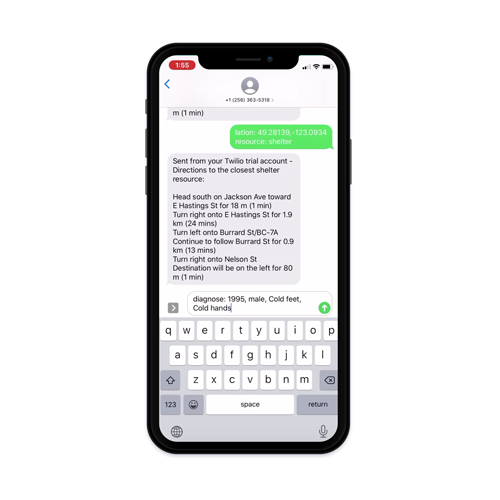 1:55
+1 (256) 363-5318 >
m (1 min)
lation: 49.28139,-123.0934
resource: shelter
Sent from your Twilio trial account -
Directions to the closest shelter
resource:
Head south on Jackson Ave toward
E Hastings St for 18 m (1 min)
Turn right onto E Hastings St for 1.9
km (24 mins)
Turn left onto Burrard St/BC-7A
Continue to follow Burrard St for 0.9
km (13 mins)
Turn right onto Nelson St
Destination will be on the left for 80
m (1 min)
diagnose: 1995, male, Cold feet,
Cold hands
q w e r t y u i o p
a s d f g h j k l
z x c v b n m
123 space return